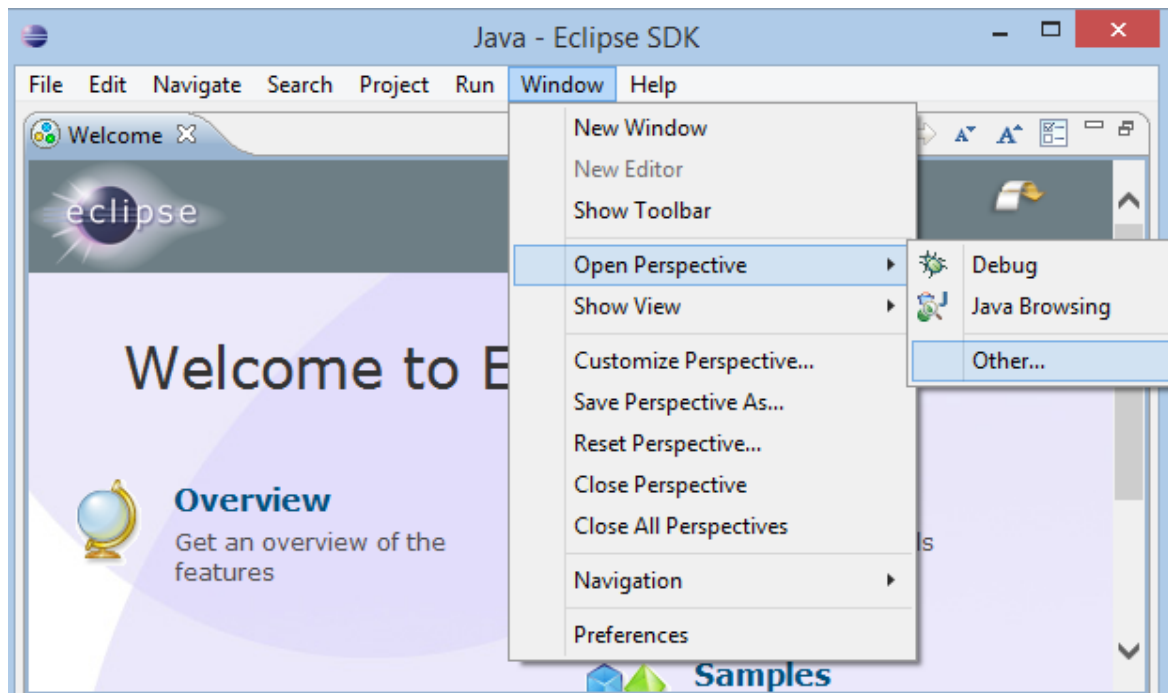 Java - Eclipse SDK
File Edit Navigate Search Project Run Window Help
Welcome
eclipse
Welcome to E
Overview
Get an overview of the
features
New Window
New Editor
Show Toolbar
Open Perspective
Show View
Customize Perspective...
Save Perspective As...
Reset Perspective...
Close Perspective
Close All Perspectives
Navigation
Preferences
Debug
Java Browsing
Other...
ls
Samples